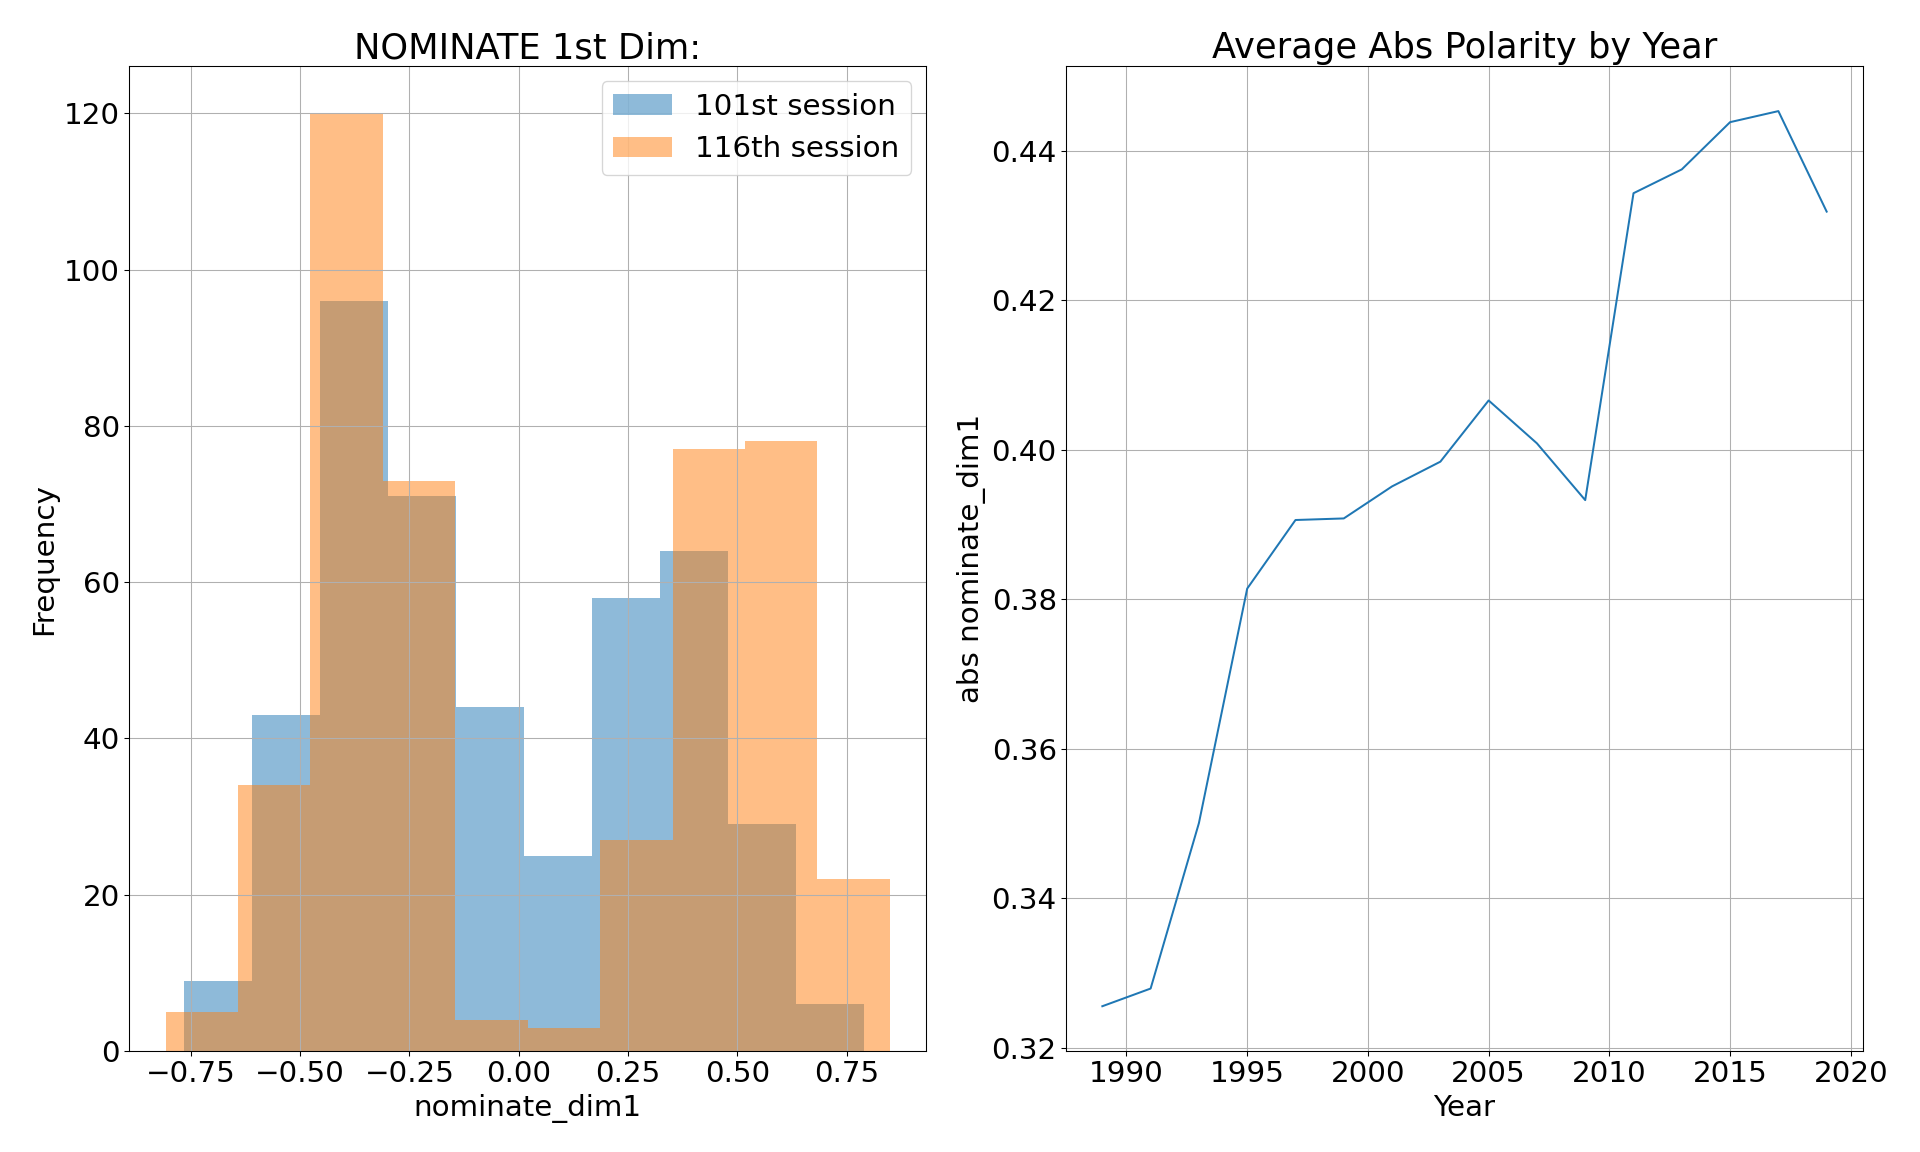 NOMINATE 1st Dim:
101st session
116th session
120
100
80
60
40
20
0
Frequency
−0.75 −0.50 −0.25 0.00 0.25 0.50 0.75
nominate_dim1
Average Abs Polarity by Year
0.44
0.42
0.40
0.38
0.36
0.34
0.32
abs nominate_dim1
1990 1995 2000 2005 2010 2015 2020
Year